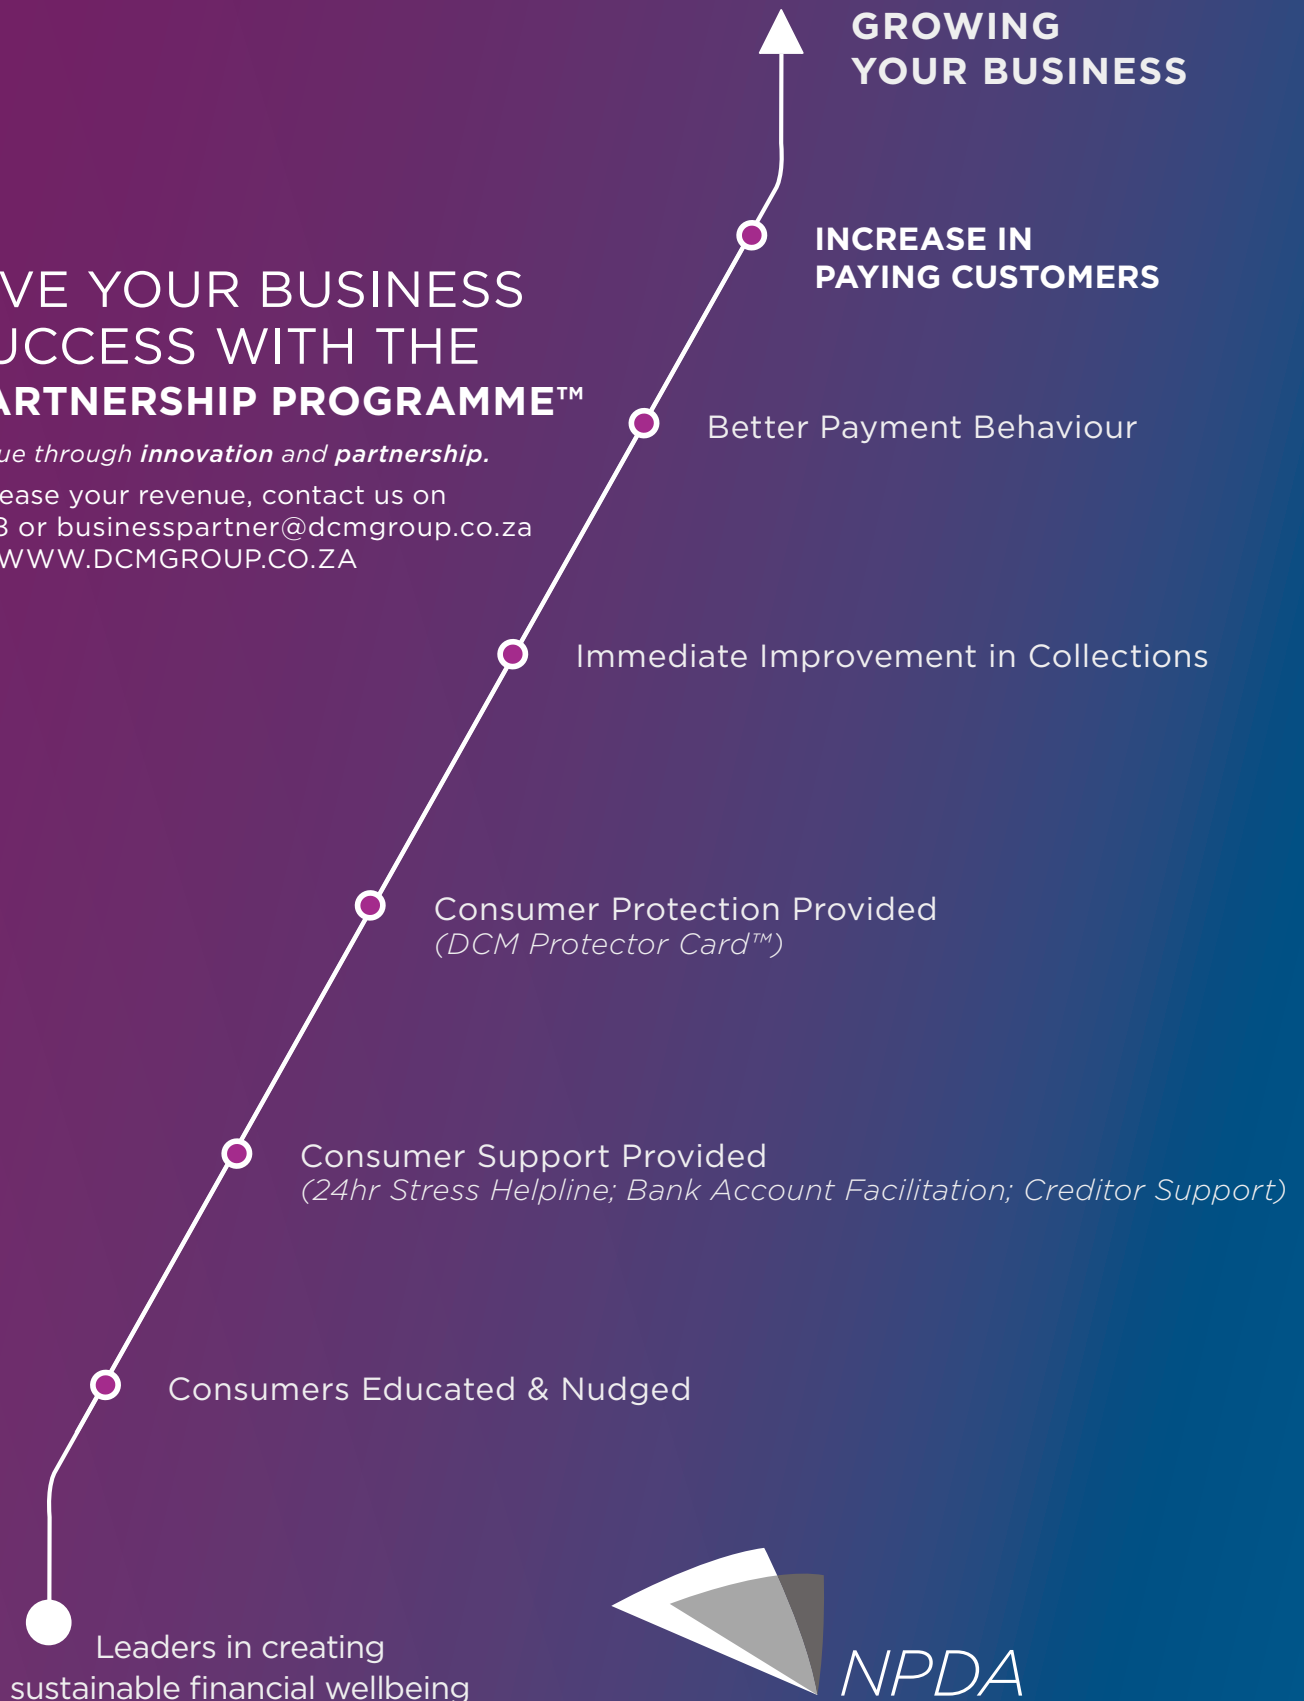 GROWING
YOUR BUSINESS
INCREASE IN
PAYING CUSTOMERS
VE YOUR BUSINESS
UCCESS WITH THE
ARTNERSHIP PROGRAMME™
ue through innovation and partnership.
ease your revenue, contact us on
3 or businesspartner@dcmgroup.co.za
WWW.DCMGROUP.CO.ZA
Better Payment Behaviour
Immediate Improvement in Collections
Consumer Protection Provided
(DCM Protector Card™)
Consumer Support Provided
(24hr Stress Helpline; Bank Account Facilitation; Creditor Support)
Consumers Educated & Nudged
Leaders in creating
sustainable financial wellbeing
NPDA